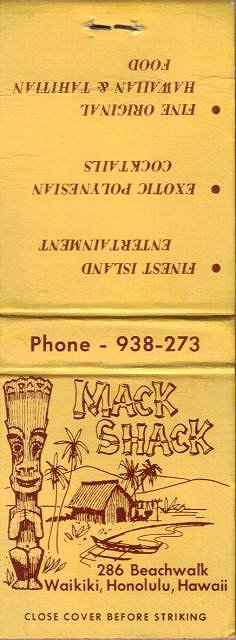 • FINEST ISLAND
ENTERTAINMENT
• EXOTIC POLYNESIAN
COCKTAILS
• FINE ORIGINAL
HAWAIIAN & TAHITIAN
FOOD
Phone - 938-273
MACK
SHACK
286 Beachwalk
Waikiki, Honolulu, Hawaii
CLOSE COVER BEFORE STRIKING